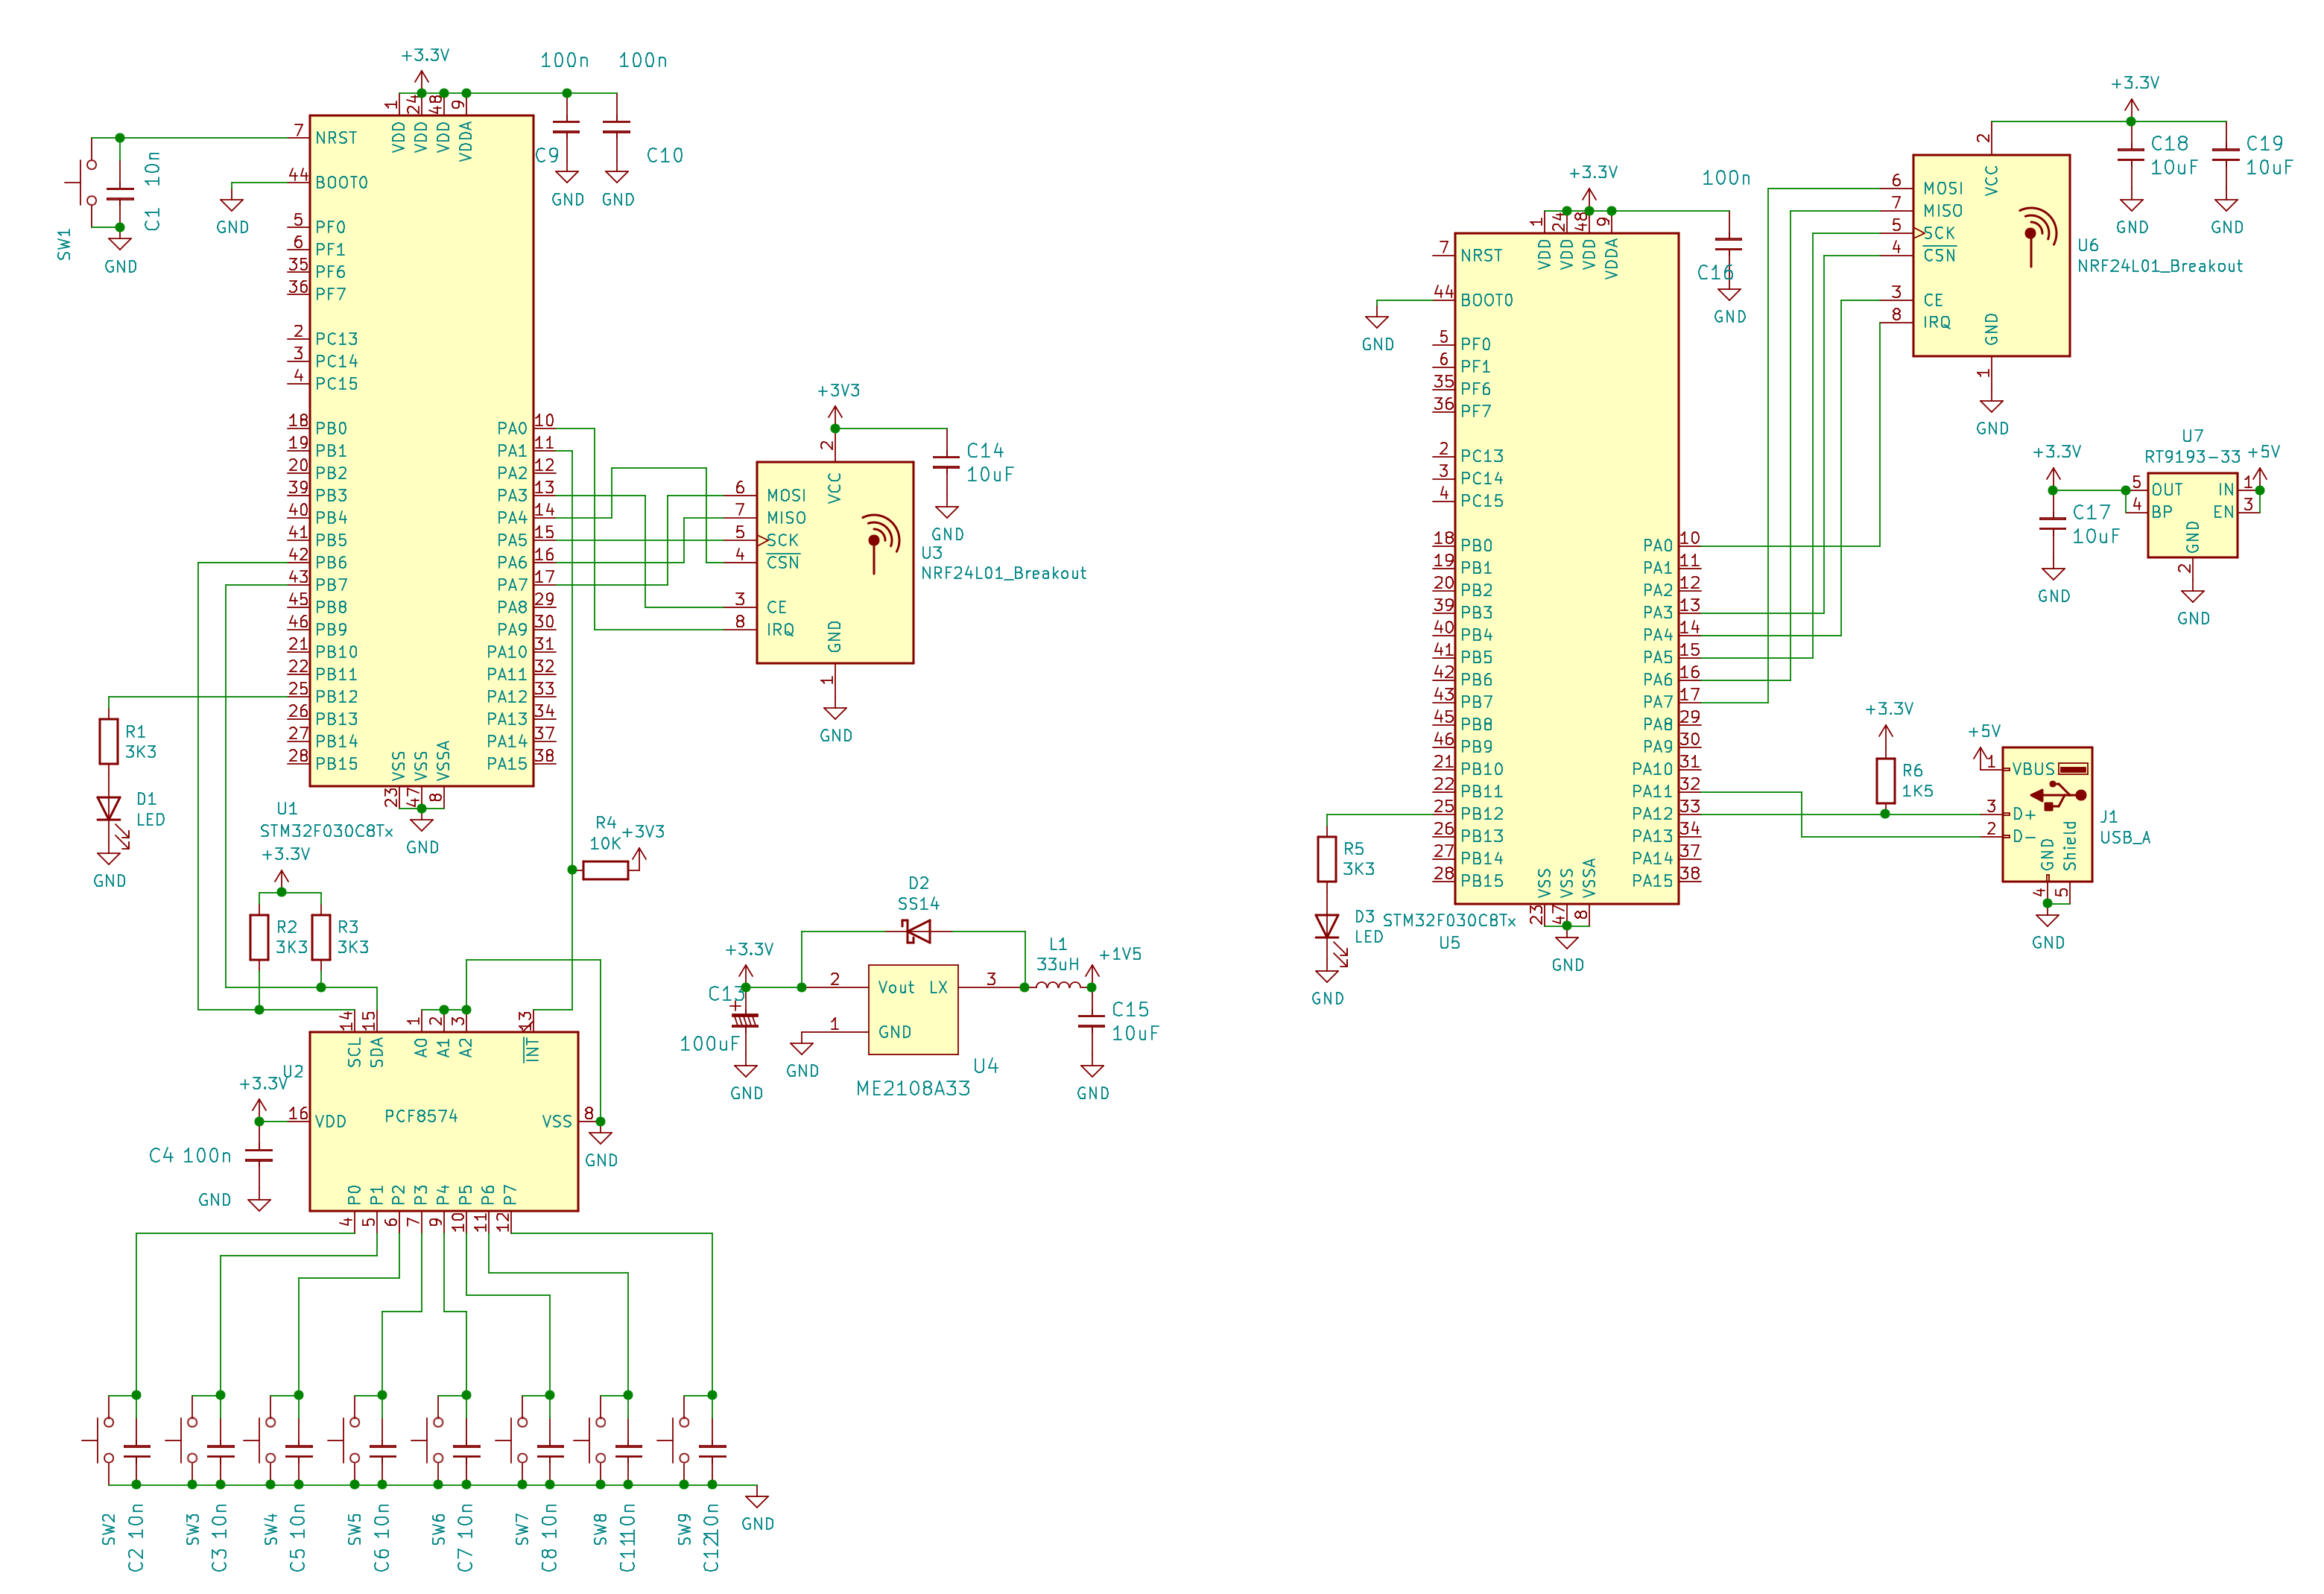 +3.3V
100n
100n
1
24
48
9
7
NRST
VDD
VDD
VDD
VDDA
C9
C10
GND
GND
SW1
C1 10n
GND
44
BOOT0
GND
5
PF0
6
PF1
35
PF6
36
PF7
2
PC13
3
PC14
4
PC15
18
PB0
19
PB1
20
PB2
39
PB3
40
PB4
41
PB5
42
PB6
43
PB7
45
PB8
46
PB9
21
PB10
22
PB11
25
PB12
26
PB13
27
PB14
28
PB15
PA0
10
PA1
11
PA2
12
PA3
13
PA4
14
PA5
15
PA6
16
PA7
17
PA8
29
PA9
30
PA10
31
PA11
32
PA12
33
PA13
34
PA14
37
PA15
38
VSS
VSS
VSSA
23
47
8
GND
U1
STM32F030C8Tx
R1
3K3
D1
LED
GND
+3V3
2
VCC
C14
10uF
GND
6
MOSI
7
MISO
5
SCK
4
CSN
3
CE
8
IRQ
GND
1
GND
U3
NRF24L01_Breakout
R4
10K
+3V3
+3.3V
R2
3K3
R3
3K3
14
15
1
2
3
13
SCL
SDA
A0
A1
A2
INT
U2
+3.3V
16
VDD
PCF8574
VSS
8
GND
C4 100n
GND
P0
P1
P2
P3
P4
P5
P6
P7
4
5
6
7
9
10
11
12
SW2
C2 10n
SW3
C3 10n
SW4
C5 10n
SW5
C6 10n
SW6
C7 10n
SW7
C8 10n
SW8
C11 10n
SW9
C12 10n
GND
D2
SS14
+3.3V
C13
100uF
GND
2
Vout
LX
3
1
GND
GND
U4
ME2108A33
L1
33uH
+1V5
C15
10uF
GND
+3.3V
100n
1
24
48
9
7
NRST
VDD
VDD
VDD
VDDA
C16
GND
44
BOOT0
GND
5
PF0
6
PF1
35
PF6
36
PF7
2
PC13
3
PC14
4
PC15
18
PB0
19
PB1
20
PB2
39
PB3
40
PB4
41
PB5
42
PB6
43
PB7
45
PB8
46
PB9
21
PB10
22
PB11
25
PB12
26
PB13
27
PB14
28
PB15
PA0
10
PA1
11
PA2
12
PA3
13
PA4
14
PA5
15
PA6
16
PA7
17
PA8
29
PA9
30
PA10
31
PA11
32
PA12
33
PA13
34
PA14
37
PA15
38
VSS
VSS
VSSA
23
47
8
GND
STM32F030C8Tx
U5
R5
3K3
D3
LED
GND
+3.3V
C18
10uF
C19
10uF
GND
GND
2
VCC
6
MOSI
7
MISO
5
SCK
4
CSN
3
CE
8
IRQ
GND
1
GND
U6
NRF24L01_Breakout
U7
RT9193-33
+3.3V
+5V
5
OUT
IN
1
4
BP
EN
3
GND
2
GND
C17
10uF
GND
+3.3V
R6
1K5
+5V
1
VBUS
3
D+
2
D-
GND
Shield
4
5
GND
J1
USB_A